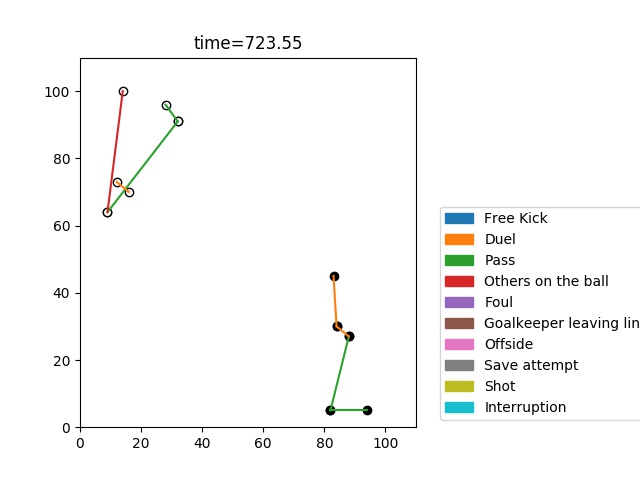 time=723.55
100
80
60
40
20
0
0 20 40 60 80 100
Free Kick
Duel
Pass
Others on the ball
Foul
Goalkeeper leaving lin
Offside
Save attempt
Shot
Interruption